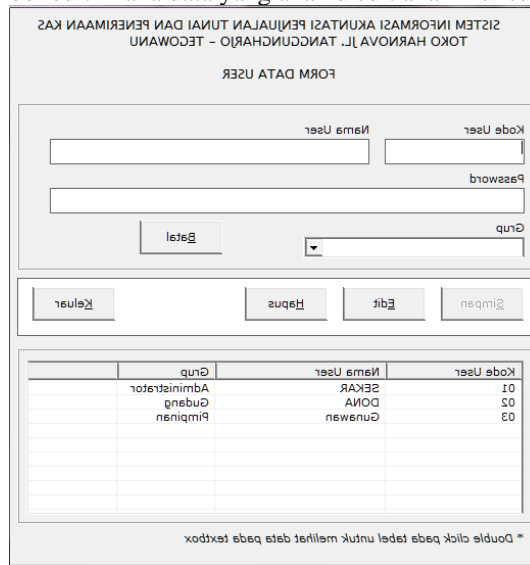 SISTEM INFORMASI AKUNTASI PENJUALAN TUNAI DAN PENERIMAAN KAS
TOKO HARNOVA JL. TANGGUNGHARJO – TEGOWANU
FORM DATA USER
Kode User Nama User
Password
Grup
Batal
Simpan Edit Hapus Keluar
Kode User Nama User Grup
01 SEKAR Administrator
02 DONA Gudang
03 Gunawan Pimpinan
* Double click pada tabel untuk melihat data pada textbox